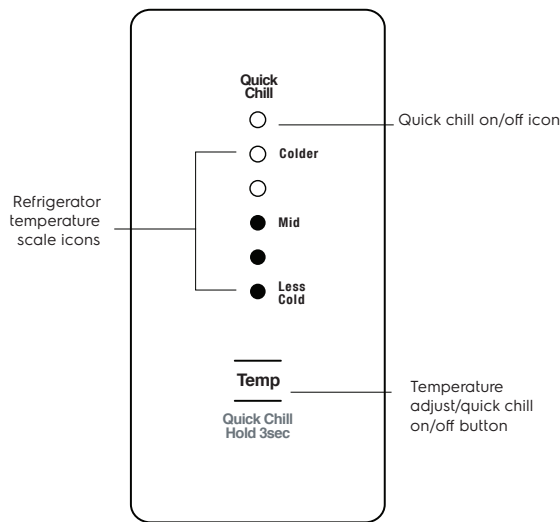 Quick
Chill
Quick chill on/off icon
Colder
Refrigerator
temperature
scale icons
Mid
Less
Cold
Temp
Quick Chill
Hold 3sec
Temperature
adjust/quick chill
on/off button